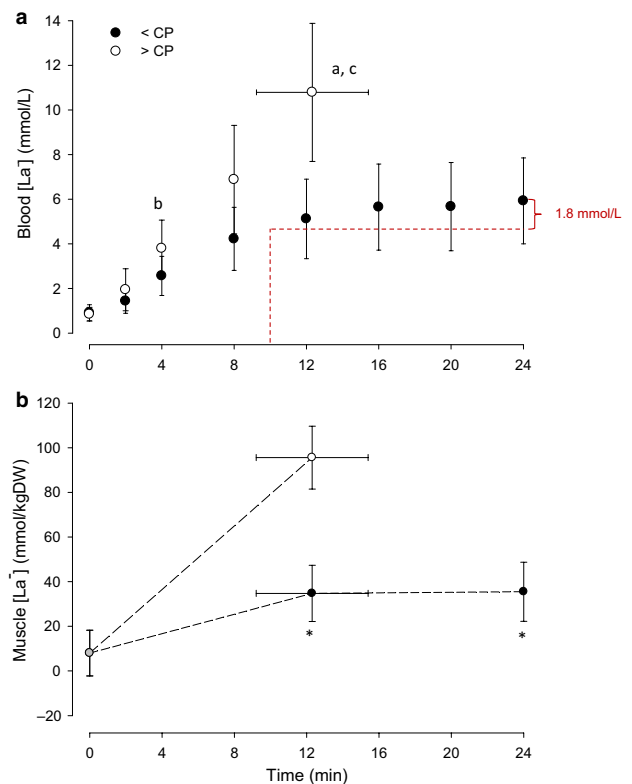 a
14
12
10
8
6
4
2
0
Blood [La⁻] (mmol/L)
< CP
> CP
a, c
b
1.8 mmol/L
0 4 8 12 16 20 24
b
120
100
80
60
40
20
0
−20
Muscle [La⁻] (mmol/kgDW)
* *
0 4 8 12 16 20 24
Time (min)